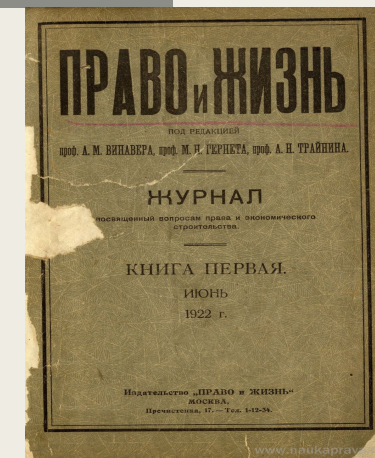 ПРАВО и ЖИЗНЬ
ПОД РЕДАКЦИЕЙ
проф. А. М. ВИНАВЕРА, проф. М. Н. ГЕРНЕТА, проф. А. Н. ТРАЙНИНА.
ЖУРНАЛ
посвященный вопросам права и экономического
строительства.
КНИГА ПЕРВАЯ.
ИЮНЬ
1922 г.
Издательство „ПРАВО и ЖИЗНЬ“
МОСКВА,
Пречистенка, 17.—Тел. 1-12-34.